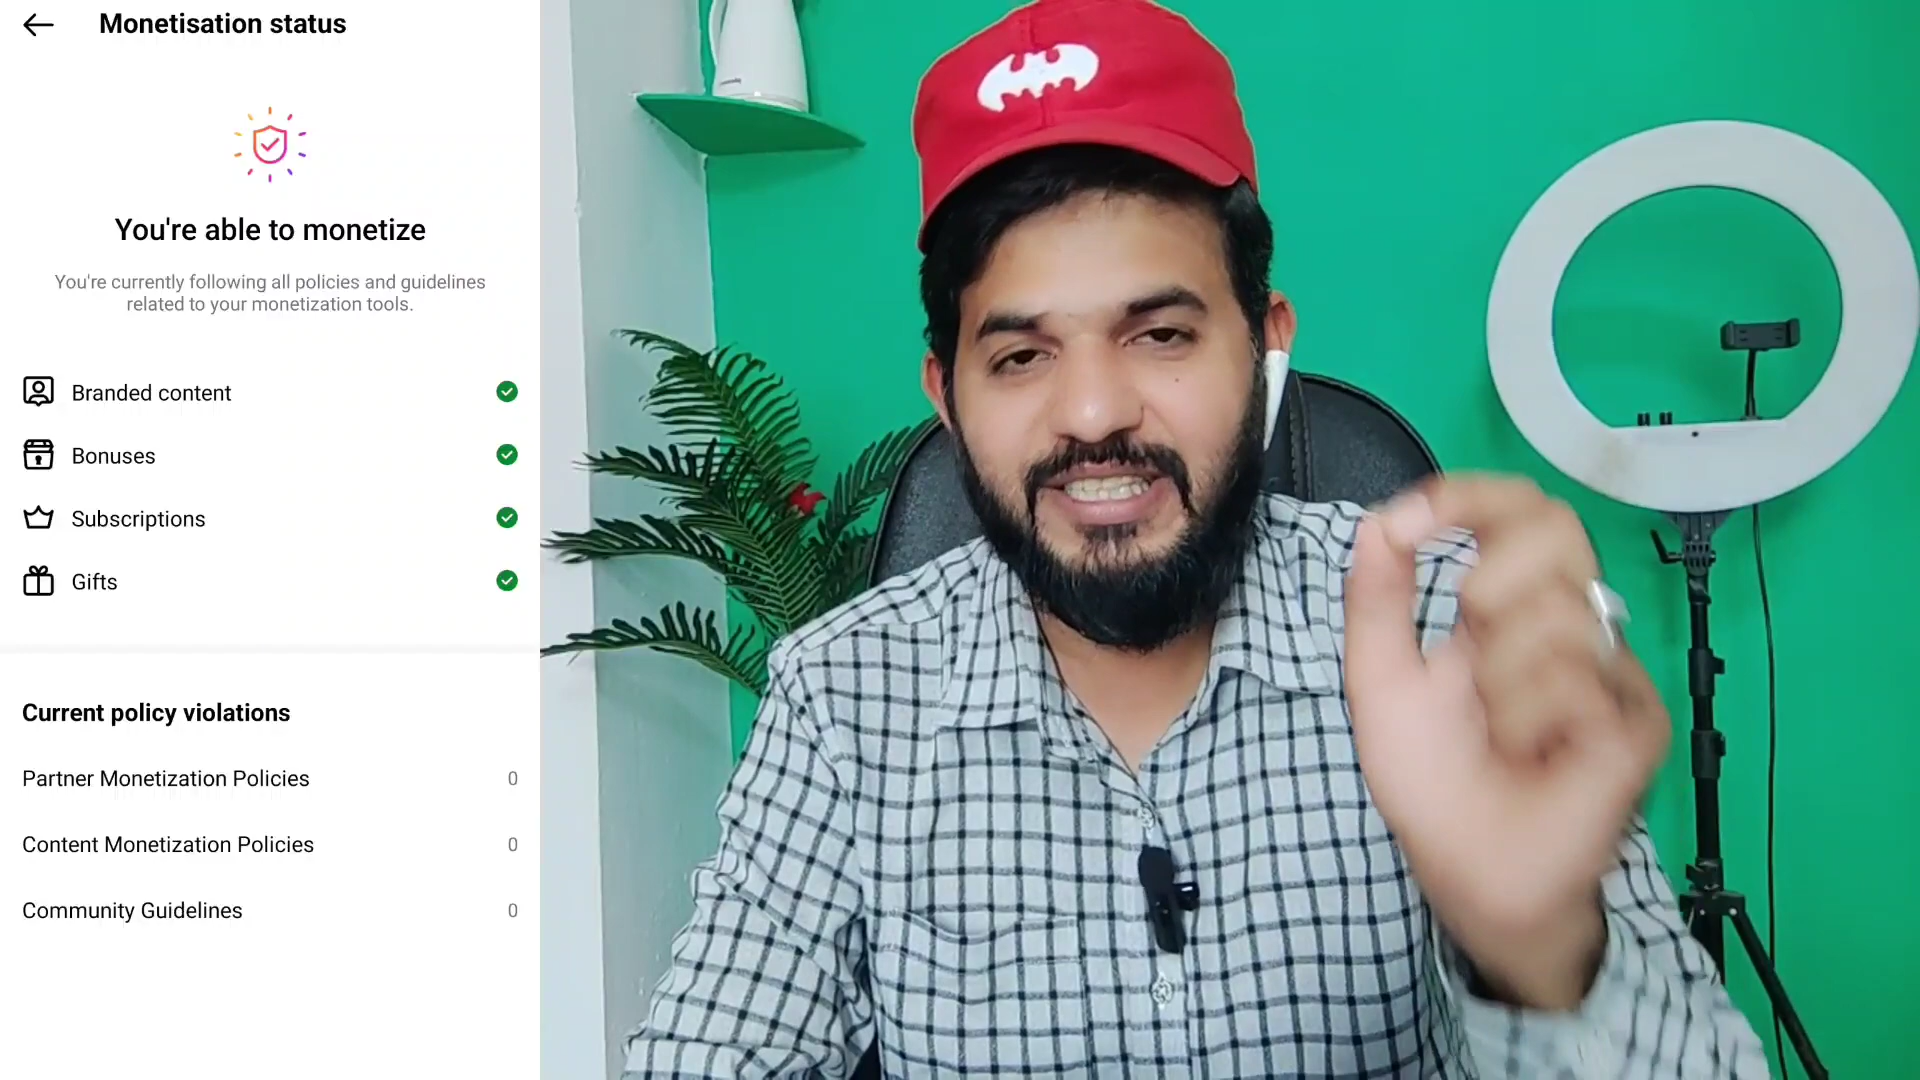 Monetisation status
You're able to monetize
You're currently following all policies and guidelines
related to your monetization tools.
Branded content
Bonuses
Subscriptions
Gifts
Current policy violations
Partner Monetization Policies 0
Content Monetization Policies 0
Community Guidelines 0